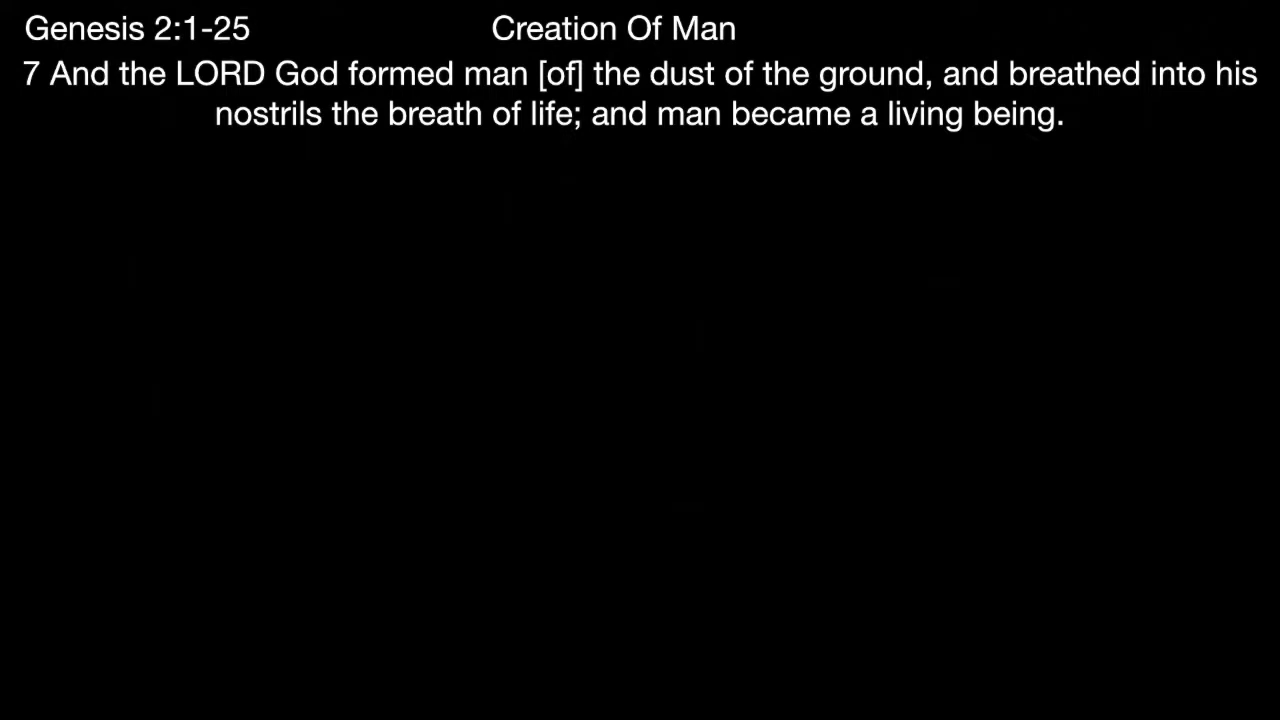 Genesis 2:1-25 Creation Of Man
7 And the LORD God formed man [of] the dust of the ground, and breathed into his
nostrils the breath of life; and man became a living being.